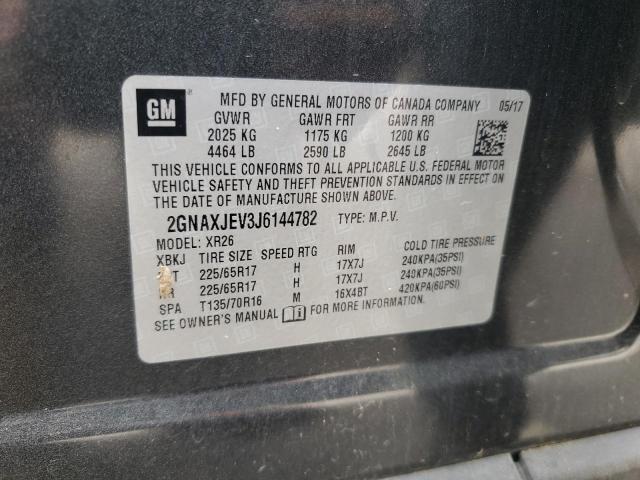 GM
MFD BY GENERAL MOTORS OF CANADA COMPANY 05/17
GVWR GAWR FRT GAWR RR
2025 KG 1175 KG 1200 KG
4464 LB 2590 LB 2645 LB
THIS VEHICLE CONFORMS TO ALL APPLICABLE U.S. FEDERAL MOTOR
VEHICLE SAFETY AND THEFT PREVENTION STANDARDS IN EFFECT ON
THE DATE OF MANUFACTURE SHOWN ABOVE.
2GNAXJEV3J6144782 TYPE: M.P.V.
MODEL: XR26
XBKJ TIRE SIZE SPEED RTG RIM COLD TIRE PRESSURE
225/65R17 H 17X7J 240KPA(35PSI)
225/65R17 H 17X7J 240KPA(35PSI)
SPA T135/70R16 M 16X4BT 420KPA(60PSI)
SEE OWNER'S MANUAL FOR MORE INFORMATION.